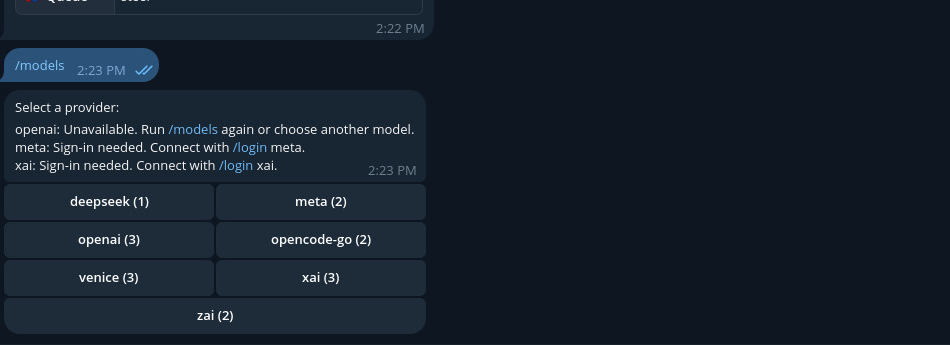 2:22 PM
/models 2:23 PM
Select a provider:
openai: Unavailable. Run /models again or choose another model.
meta: Sign-in needed. Connect with /login meta.
xai: Sign-in needed. Connect with /login xai.
2:23 PM
deepseek (1) meta (2)
openai (3) opencode-go (2)
venice (3) xai (3)
zai (2)